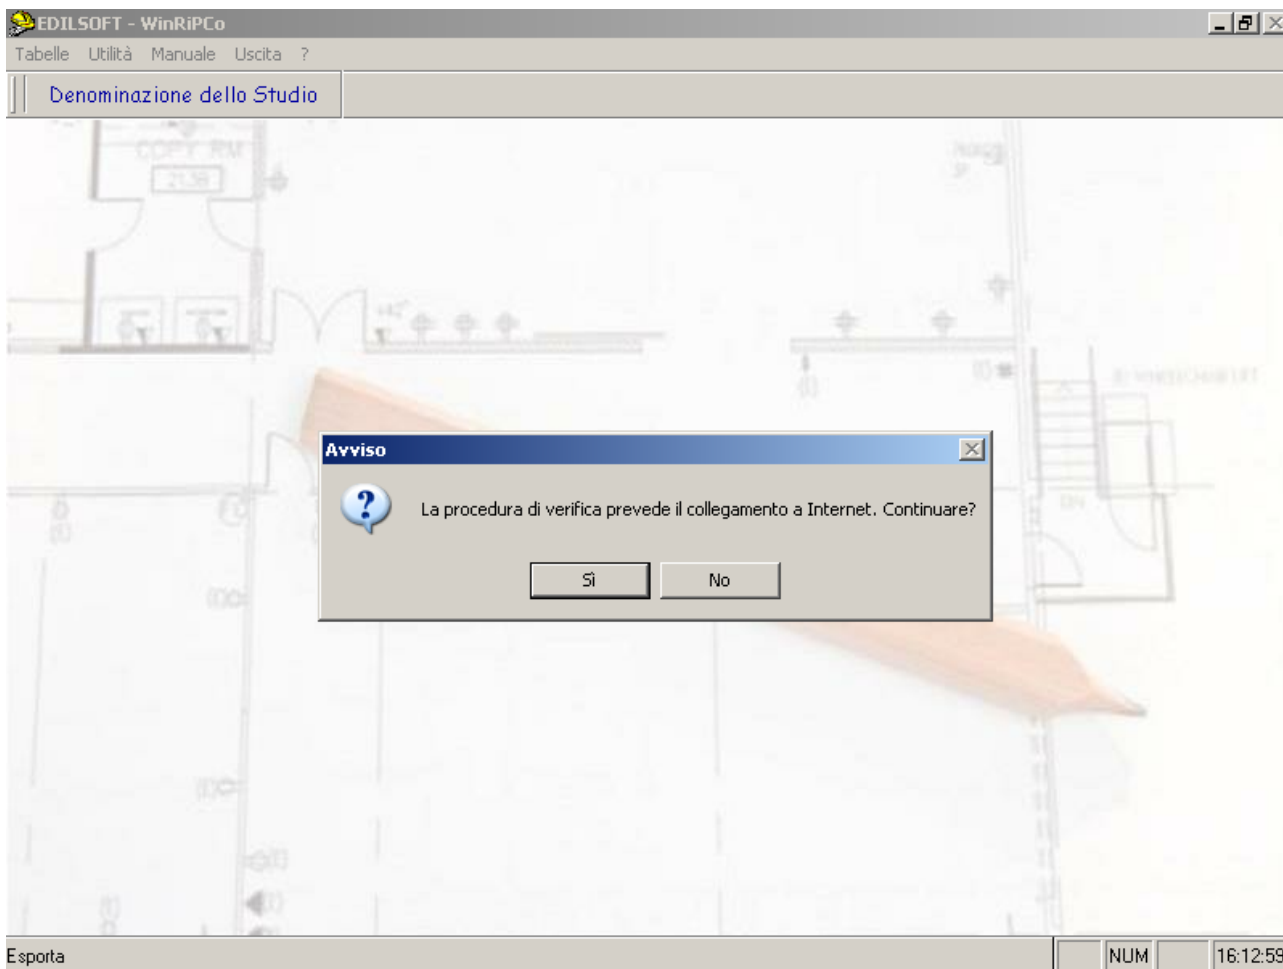 EDILSOFT - WinRiPCo
Tabelle Utilità Manuale Uscita ?
Denominazione dello Studio
COPY RM
Avviso
La procedura di verifica prevede il collegamento a Internet. Continuare?
Sì No
Esporta NUM 16:12:59